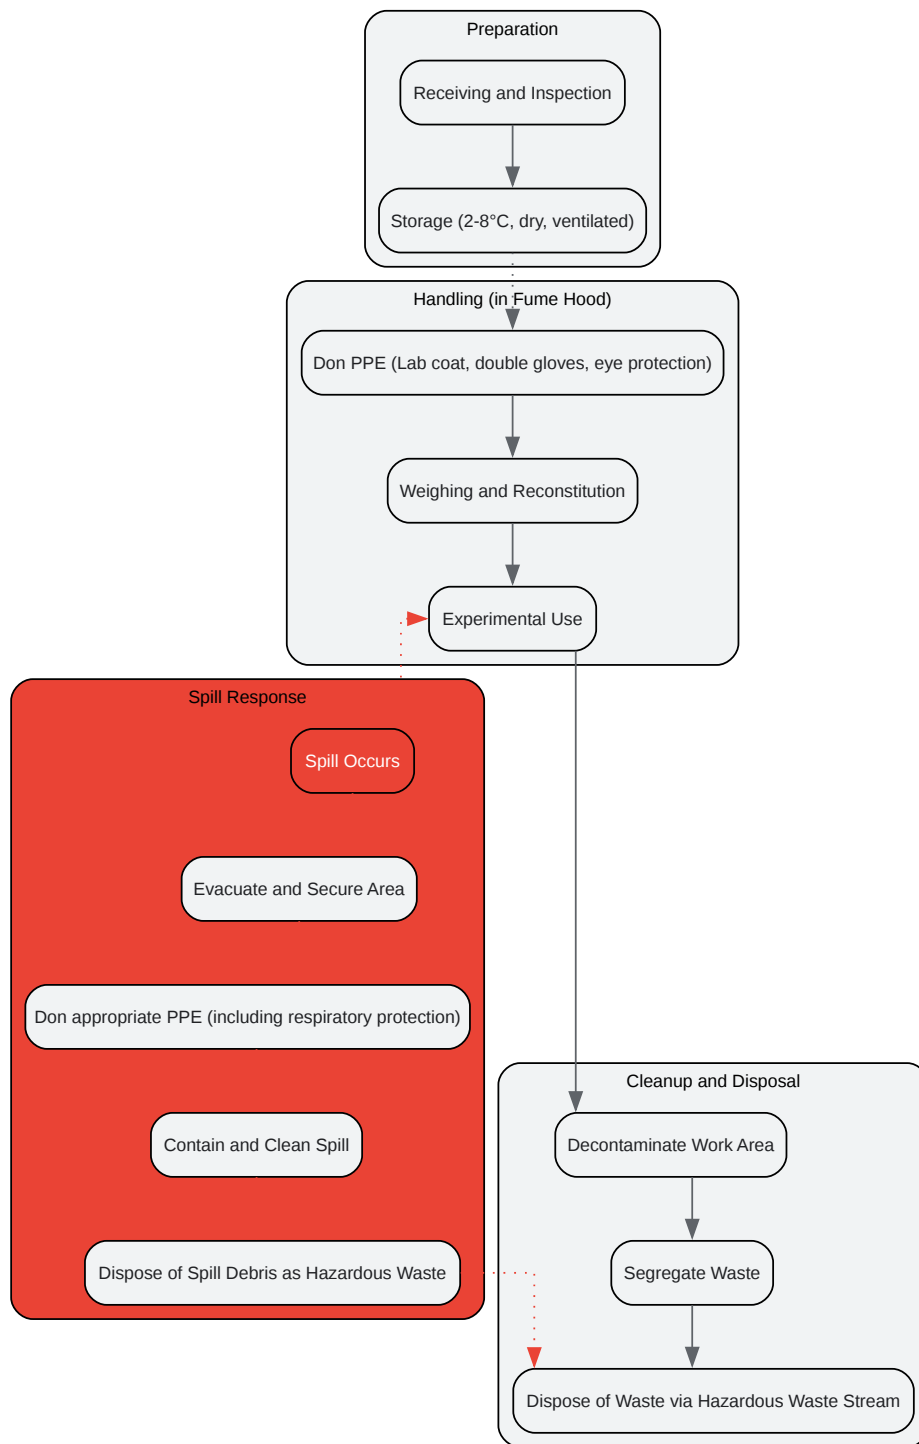 Preparation
Receiving and Inspection
Storage (2-8°C, dry, ventilated)
Handling (in Fume Hood)
Don PPE (Lab coat, double gloves, eye protection)
Weighing and Reconstitution
Experimental Use
Spill Response
Spill Occurs
Evacuate and Secure Area
Don appropriate PPE (including respiratory protection)
Contain and Clean Spill
Dispose of Spill Debris as Hazardous Waste
Cleanup and Disposal
Decontaminate Work Area
Segregate Waste
Dispose of Waste via Hazardous Waste Stream